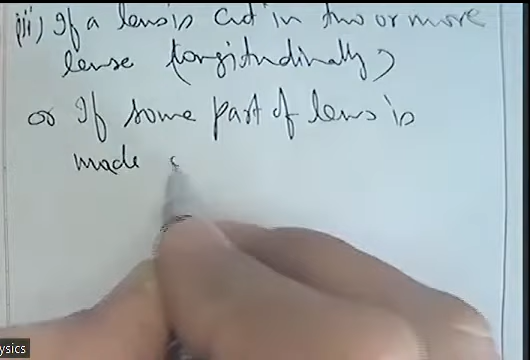 (iii) If a lens is cut in two or more
lense (longitudinally)
or If some part of lens is
made
ysics